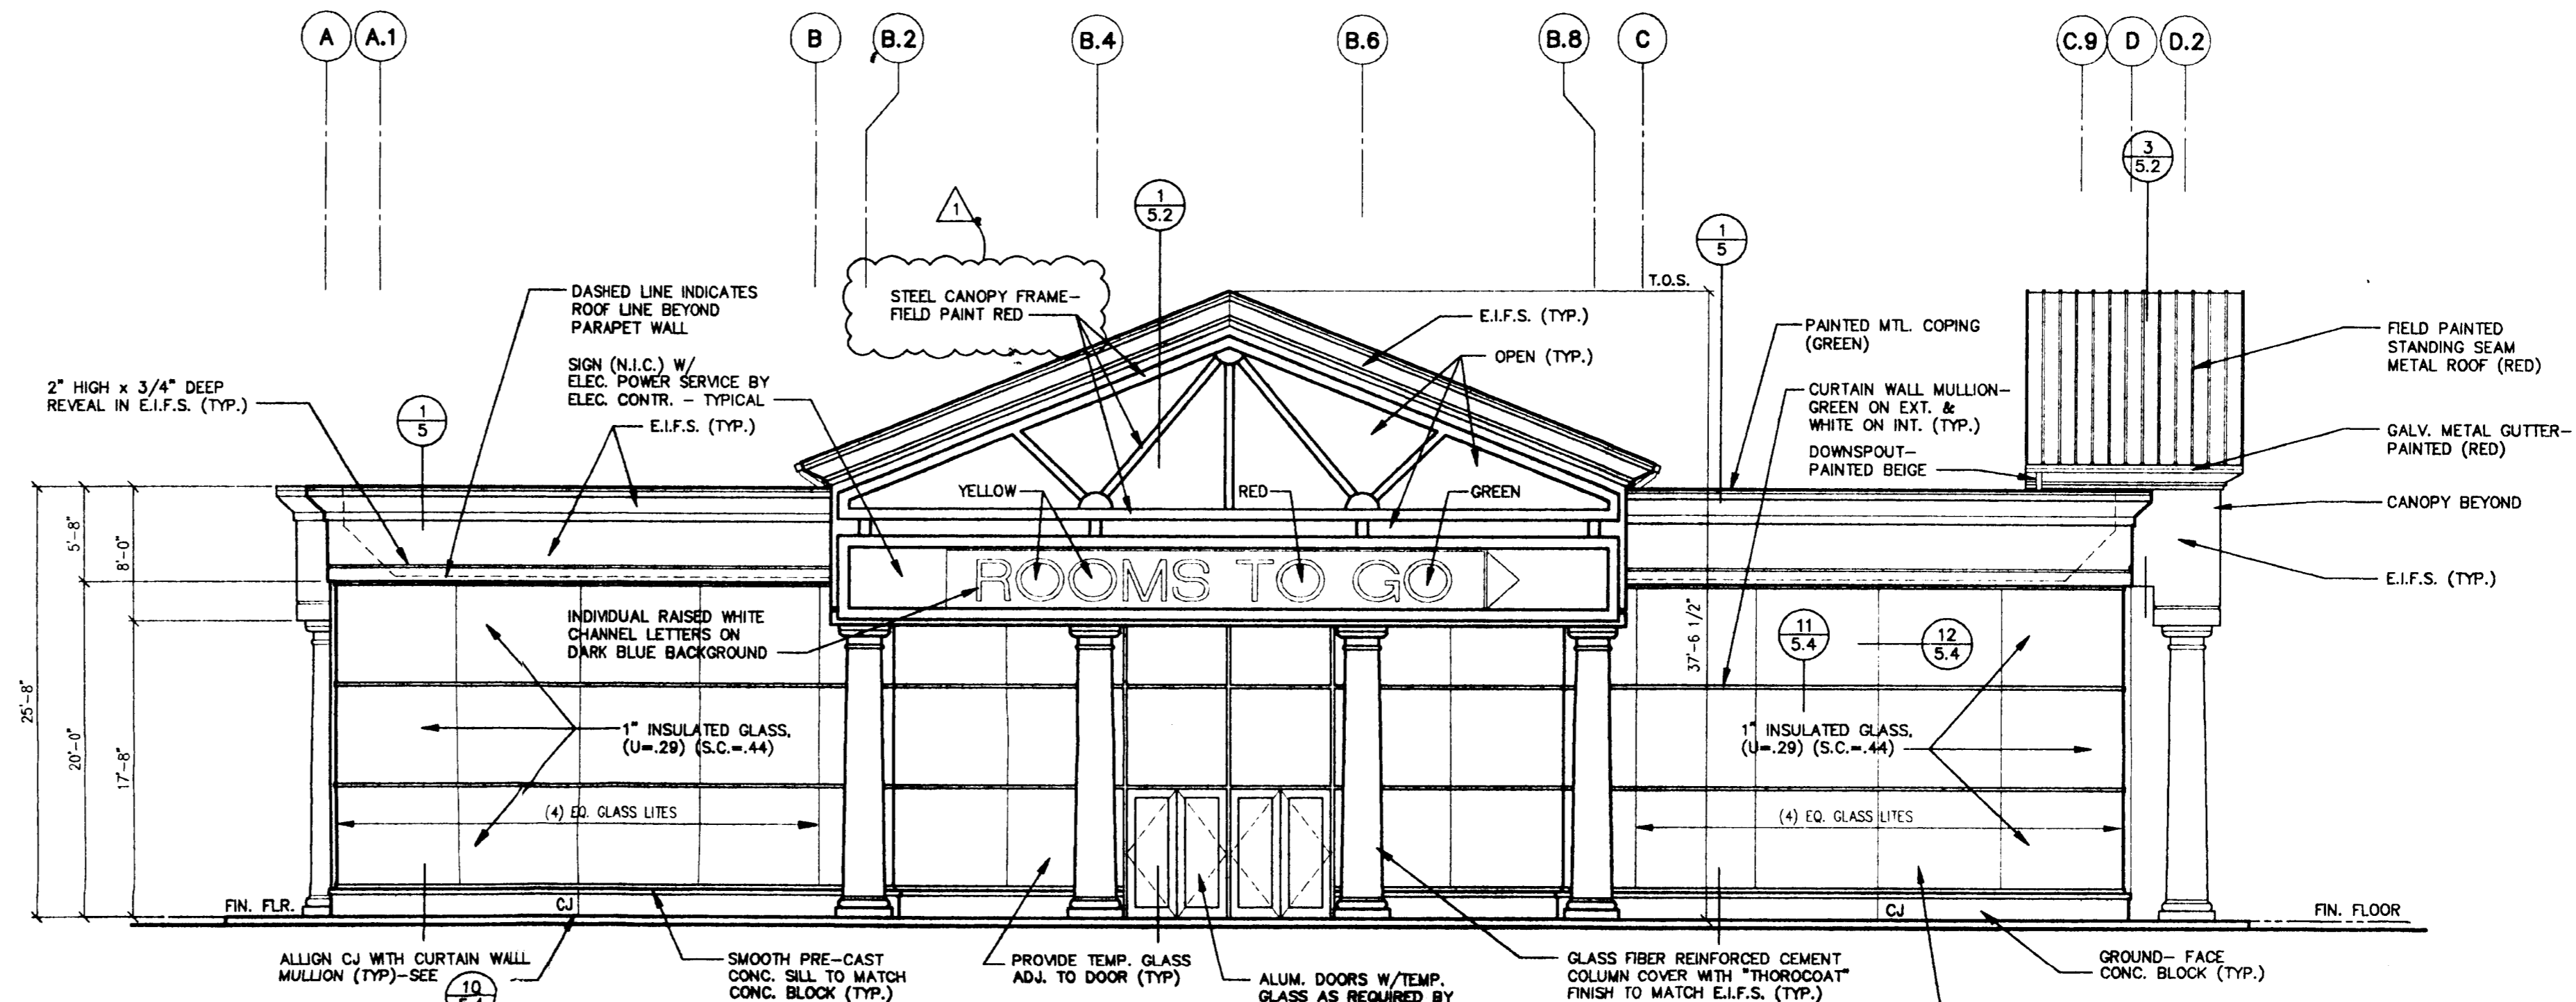 A
A.1
B
B.2
B.4
B.6
B.8
C
C.9
D
D.2
3
5.2
1
1
5.2
1
5
T.O.S.
DASHED LINE INDICATES
ROOF LINE BEYOND
PARAPET WALL
STEEL CANOPY FRAME-
FIELD PAINT RED
E.I.F.S. (TYP.)
OPEN (TYP.)
PAINTED MTL. COPING
(GREEN)
FIELD PAINTED
STANDING SEAM
METAL ROOF (RED)
SIGN (N.I.C.) W/
ELEC. POWER SERVICE BY
ELEC. CONTR. - TYPICAL
2" HIGH x 3/4" DEEP
REVEAL IN E.I.F.S. (TYP.)
1
5
E.I.F.S. (TYP.)
CURTAIN WALL MULLION-
GREEN ON EXT. &
WHITE ON INT. (TYP.)
DOWNSPOUT-
PAINTED BEIGE
GALV. METAL GUTTER-
PAINTED (RED)
YELLOW
RED
GREEN
CANOPY BEYOND
5'-8"
8'-0"
25'-8"
20'-0"
17'-8"
37'-6 1/2"
ROOMS TO GO
E.I.F.S. (TYP.)
INDIVIDUAL RAISED WHITE
CHANNEL LETTERS ON
DARK BLUE BACKGROUND
11
5.4
12
5.4
1" INSULATED GLASS,
(U=.29) (S.C.=.44)
1" INSULATED GLASS,
(U=.29) (S.C.=.44)
(4) EQ. GLASS LITES
(4) EQ. GLASS LITES
FIN. FLR.
CJ
CJ
FIN. FLOOR
ALLIGN CJ WITH CURTAIN WALL
MULLION (TYP)-SEE
10
5.4
SMOOTH PRE-CAST
CONC. SILL TO MATCH
CONC. BLOCK (TYP.)
PROVIDE TEMP. GLASS
ADJ. TO DOOR (TYP)
ALUM. DOORS W/TEMP.
GLASS AS REQUIRED BY
GLASS FIBER REINFORCED CEMENT
COLUMN COVER WITH "THOROCOAT"
FINISH TO MATCH E.I.F.S. (TYP.)
GROUND- FACE
CONC. BLOCK (TYP.)